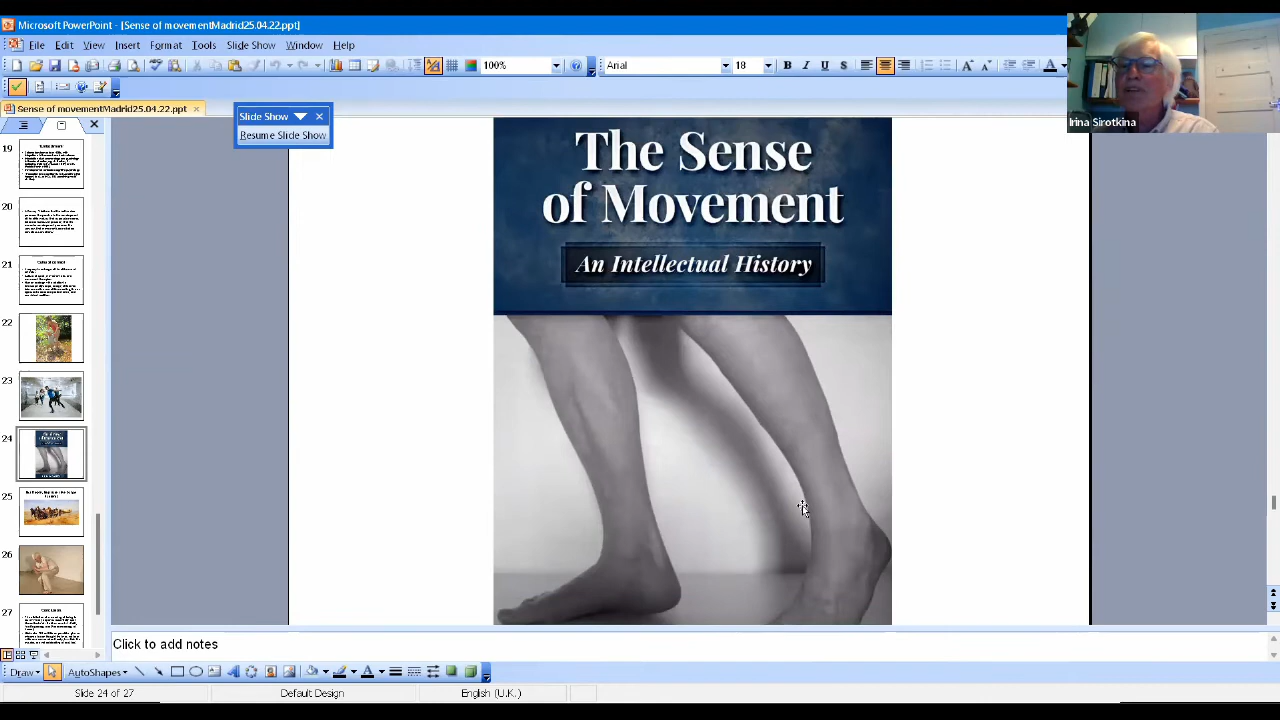 Microsoft PowerPoint - [Sense of movementMadrid25.04.22.ppt]
File Edit View Insert Format Tools Slide Show Window Help
100% Arial 18 B I U S A
Sense of movementMadrid25.04.22.ppt
Slide Show
Resume Slide Show
Irina Sirotkina
The Sense
of Movement
An Intellectual History
19
20
21
22
23
24
25
26
27
Click to add notes
Draw AutoShapes
Slide 24 of 27 Default Design English (U.K.)